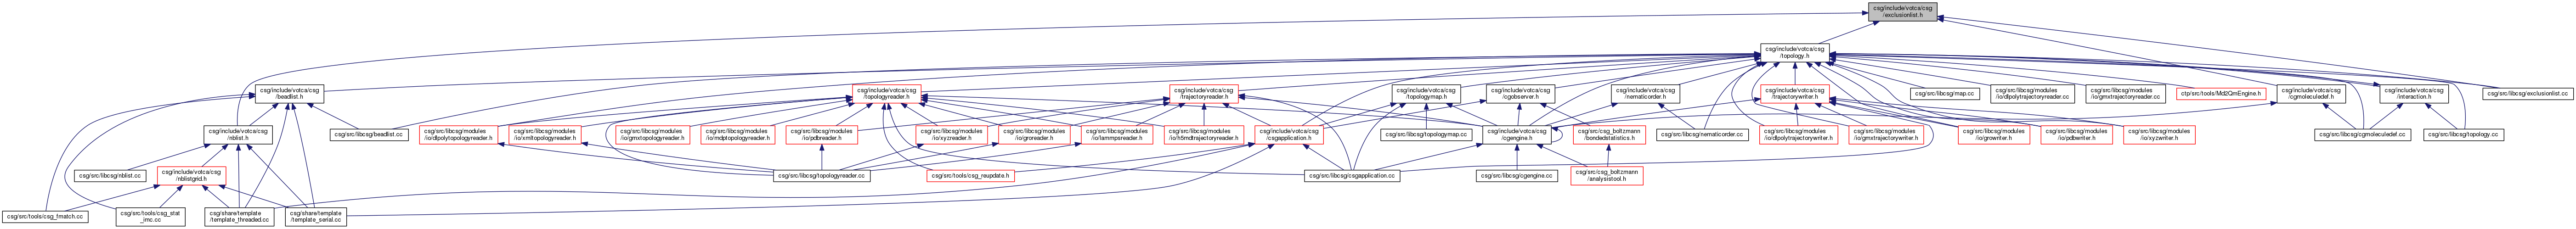 csg/include/votca/csg
/exclusionlist.h
csg/include/votca/csg
/topology.h
csg/include/votca/csg
/beadlist.h
csg/include/votca/csg
/topologyreader.h
csg/include/votca/csg
/trajectoryreader.h
csg/include/votca/csg
/topologymap.h
csg/include/votca/csg
/cgobserver.h
csg/include/votca/csg
/nematicorder.h
csg/include/votca/csg
/trajectorywriter.h
csg/src/libcsg/map.cc
csg/src/libcsg/modules
/io/dlpolytrajectoryreader.cc
csg/src/libcsg/modules
/io/gmxtrajectoryreader.cc
ctp/src/tools/Md2QmEngine.h
csg/include/votca/csg
/cgmoleculedef.h
csg/include/votca/csg
/interaction.h
csg/src/libcsg/exclusionlist.cc
csg/include/votca/csg
/nblist.h
csg/src/libcsg/beadlist.cc
csg/src/libcsg/modules
/io/dlpolytopologyreader.h
csg/src/libcsg/modules
/io/xmltopologyreader.h
csg/src/libcsg/modules
/io/gmxtopologyreader.h
csg/src/libcsg/modules
/io/mdptopologyreader.h
csg/src/libcsg/modules
/io/pdbreader.h
csg/src/libcsg/modules
/io/xyzreader.h
csg/src/libcsg/modules
/io/groreader.h
csg/src/libcsg/modules
/io/lammpsreader.h
csg/src/libcsg/modules
/io/h5mdtrajectoryreader.h
csg/include/votca/csg
/csgapplication.h
csg/src/libcsg/topologymap.cc
csg/include/votca/csg
/cgengine.h
csg/src/csg_boltzmann
/bondedstatistics.h
csg/src/libcsg/nematicorder.cc
csg/src/libcsg/modules
/io/dlpolytrajectorywriter.h
csg/src/libcsg/modules
/io/gmxtrajectorywriter.h
csg/src/libcsg/modules
/io/growriter.h
csg/src/libcsg/modules
/io/pdbwriter.h
csg/src/libcsg/modules
/io/xyzwriter.h
csg/src/libcsg/cgmoleculedef.cc
csg/src/libcsg/topology.cc
csg/src/libcsg/nblist.cc
csg/include/votca/csg
/nblistgrid.h
csg/src/libcsg/topologyreader.cc
csg/src/tools/csg_reupdate.h
csg/src/libcsg/csgapplication.cc
csg/src/libcsg/cgengine.cc
csg/src/csg_boltzmann
/analysistool.h
csg/src/tools/csg_fmatch.cc
csg/src/tools/csg_stat
_imc.cc
csg/share/template
/template_threaded.cc
csg/share/template
/template_serial.cc